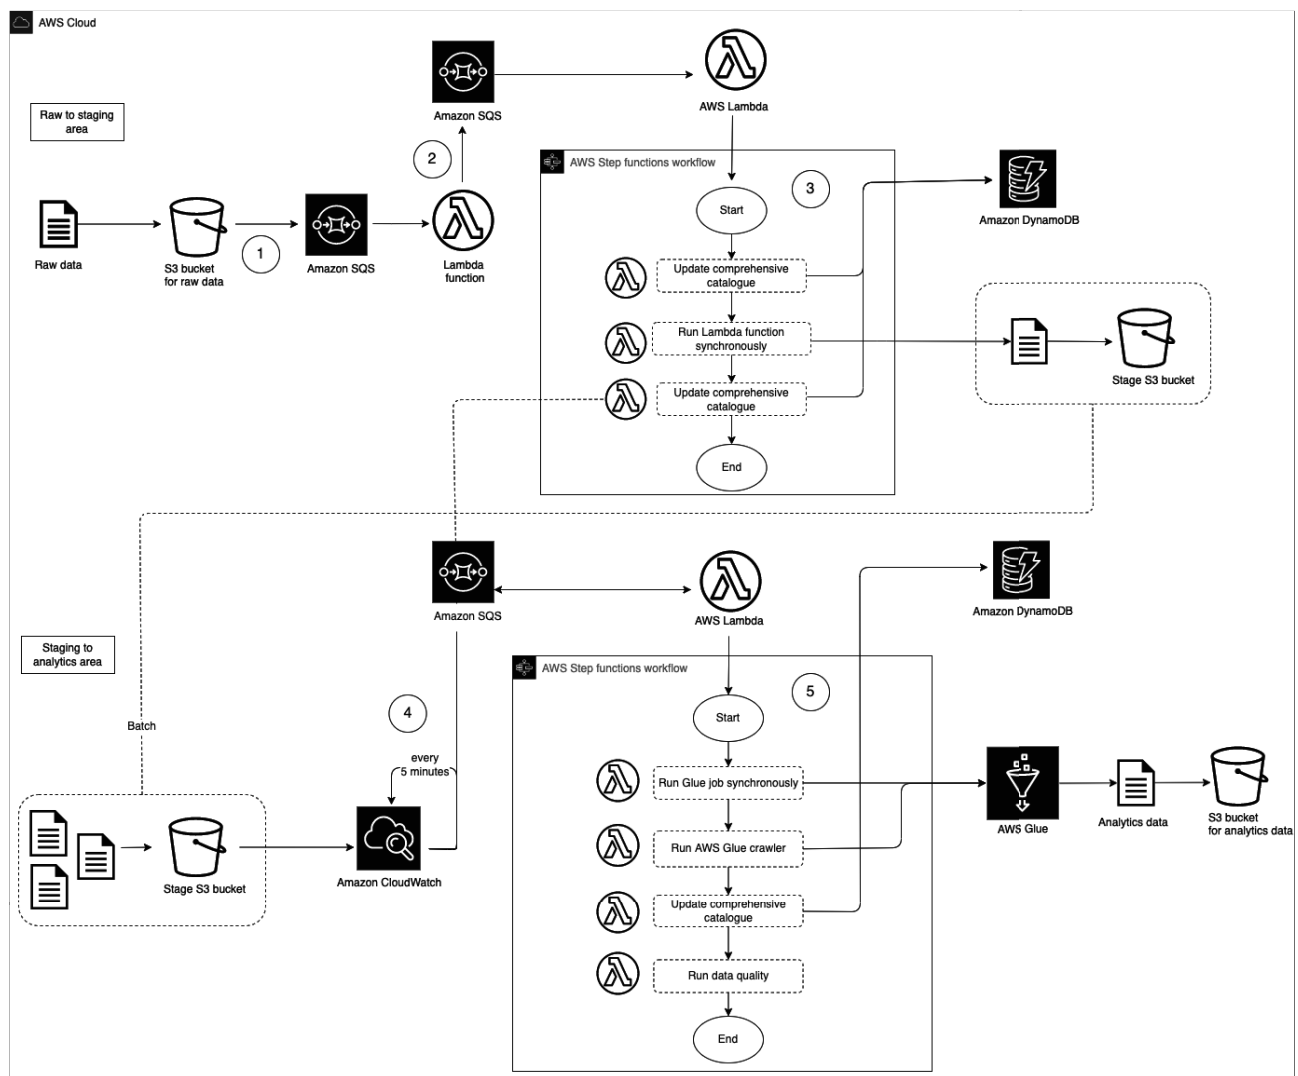 AWS Cloud
Raw to staging
area
Amazon SQS
AWS Lambda
2
AWS Step functions workflow
3
Start
Amazon DynamoDB
Raw data
S3 bucket
for raw data
1
Amazon SQS
Lambda
function
Update comprehensive
catalogue
Run Lambda function
synchronously
Update comprehensive
catalogue
End
Stage S3 bucket
Amazon SQS
AWS Lambda
Amazon DynamoDB
Staging to
analytics area
AWS Step functions workflow
5
4
Start
Batch
every
5 minutes
Run Glue job synchronously
Run AWS Glue crawler
Update comprehensive
catalogue
Run data quality
End
AWS Glue
Analytics data
S3 bucket
for analytics data
Stage S3 bucket
Amazon CloudWatch